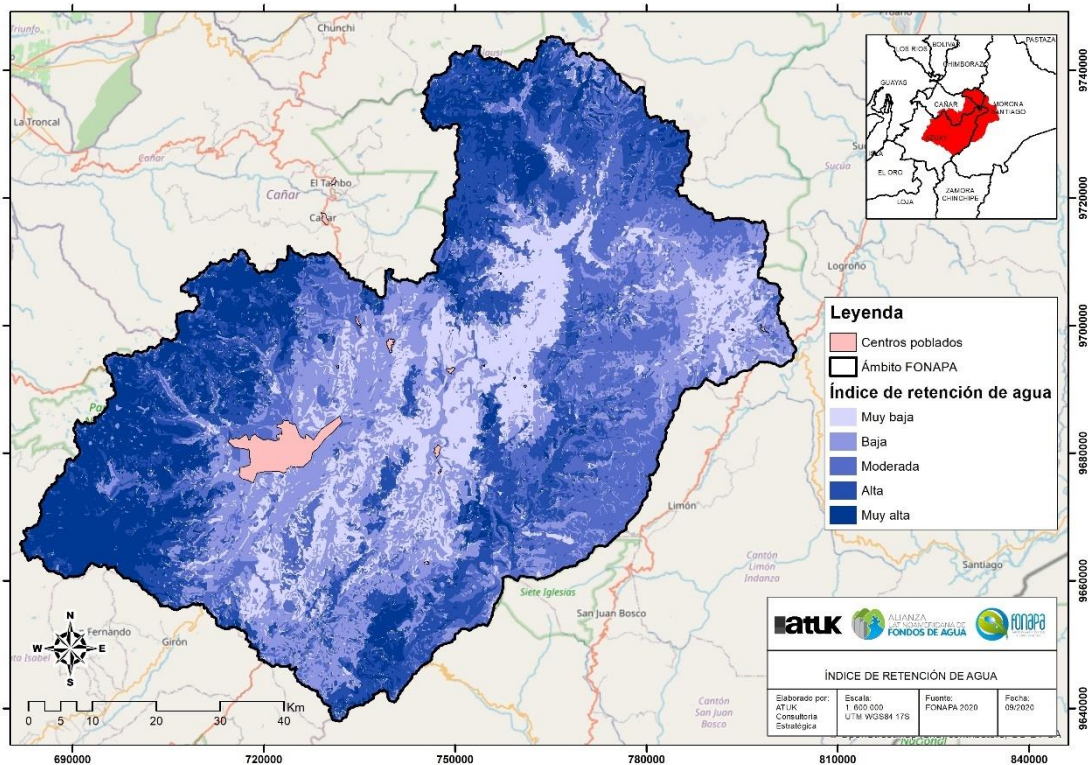 Triunfo
Chunchi
La Troncal
Cañar
El Tambo
Cañar
Cañar
Sucúa
Logroño
Limón
Cantón
Limón
Indanza
Santiago
Siete Iglesias
San Juan Bosco
Fernando
Girón
Cantón
San Juan
Bosco
Nacional
PASTAZA
LOS RIOS
BOLIVAR
CHIMBORAZO
GUAYAS
CAÑAR
MORONA
SANTIAGO
EL ORO
ZAMORA
CHINCHIPE
LOJA
Leyenda
Centros poblados
Ámbito FONAPA
Índice de retención de agua
Muy baja
Baja
Moderada
Alta
Muy alta
N
W E
S
0 5 10 20 30 40
Km
atuk
ALIANZA
LATINOAMERICANA DE
FONDOS DE AGUA
fonapa
ÍNDICE DE RETENCIÓN DE AGUA
Elaborado por:
ATUK
Consultoría
Estratégica
Escala:
1: 600 000
UTM WGS84 17S
Fuente:
FONAPA 2020
Fecha:
09/2020
9740000
9720000
9700000
9680000
9660000
9640000
690000 720000 750000 780000 810000 840000